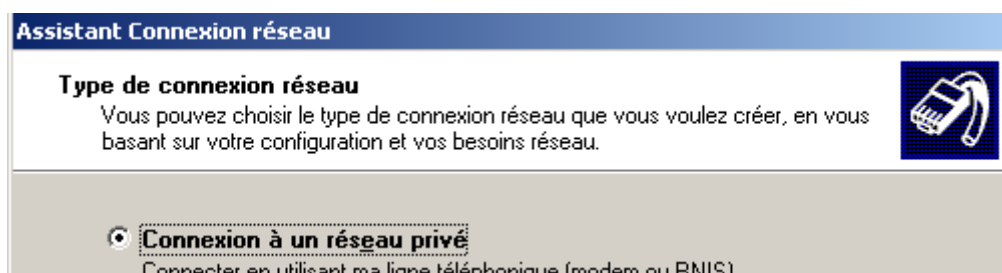 Assistant Connexion réseau
Type de connexion réseau
Vous pouvez choisir le type de connexion réseau que vous voulez créer, en vous
basant sur votre configuration et vos besoins réseau.
Connexion à un réseau privé
Connecter en utilisant ma ligne téléphonique (modem ou RNIS)